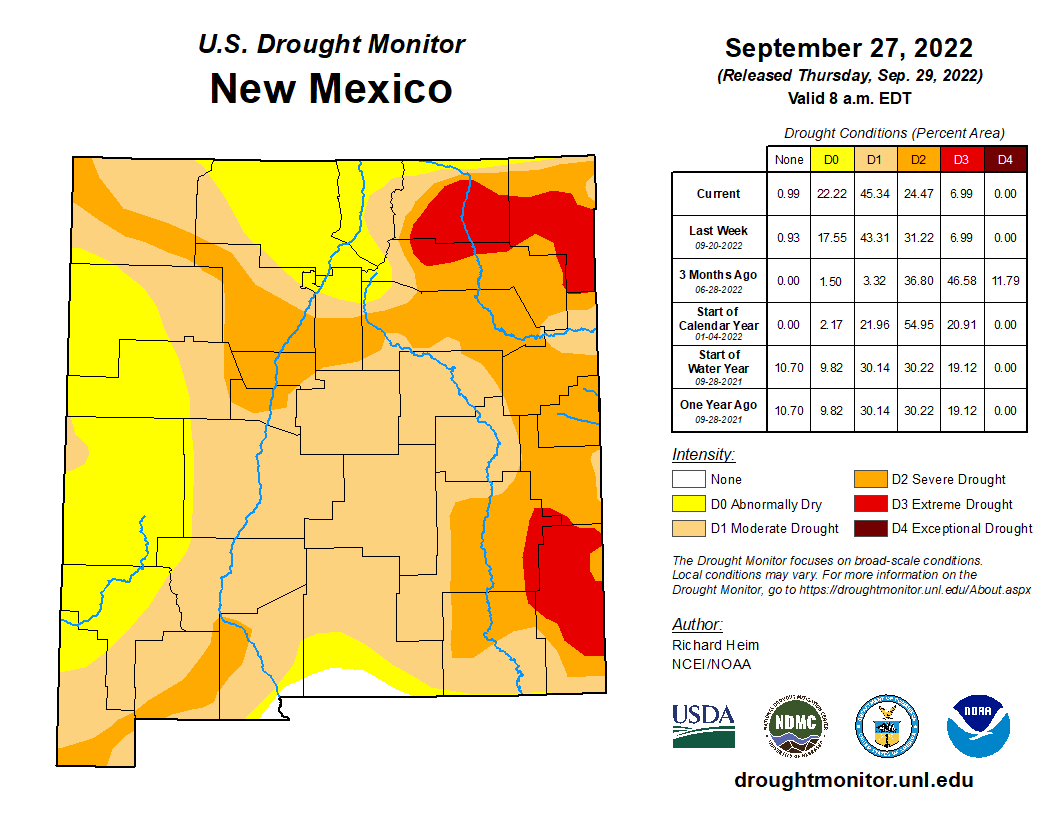 U.S. Drought Monitor
New Mexico
September 27, 2022
(Released Thursday, Sep. 29, 2022)
Valid 8 a.m. EDT
Drought Conditions (Percent Area)
None D0 D1 D2 D3 D4
Current 0.99 22.22 45.34 24.47 6.99 0.00
Last Week
09-20-2022 0.93 17.55 43.31 31.22 6.99 0.00
3 Months Ago
06-28-2022 0.00 1.50 3.32 36.80 46.58 11.79
Start of
Calendar Year
01-04-2022 0.00 2.17 21.96 54.95 20.91 0.00
Start of
Water Year
09-28-2021 10.70 9.82 30.14 30.22 19.12 0.00
One Year Ago
09-28-2021 10.70 9.82 30.14 30.22 19.12 0.00
Intensity:
None
D0 Abnormally Dry
D1 Moderate Drought
D2 Severe Drought
D3 Extreme Drought
D4 Exceptional Drought
The Drought Monitor focuses on broad-scale conditions.
Local conditions may vary. For more information on the
Drought Monitor, go to https://droughtmonitor.unl.edu/About.aspx
Author:
Richard Heim
NCEI/NOAA
USDA
NDMC
NOAA
droughtmonitor.unl.edu